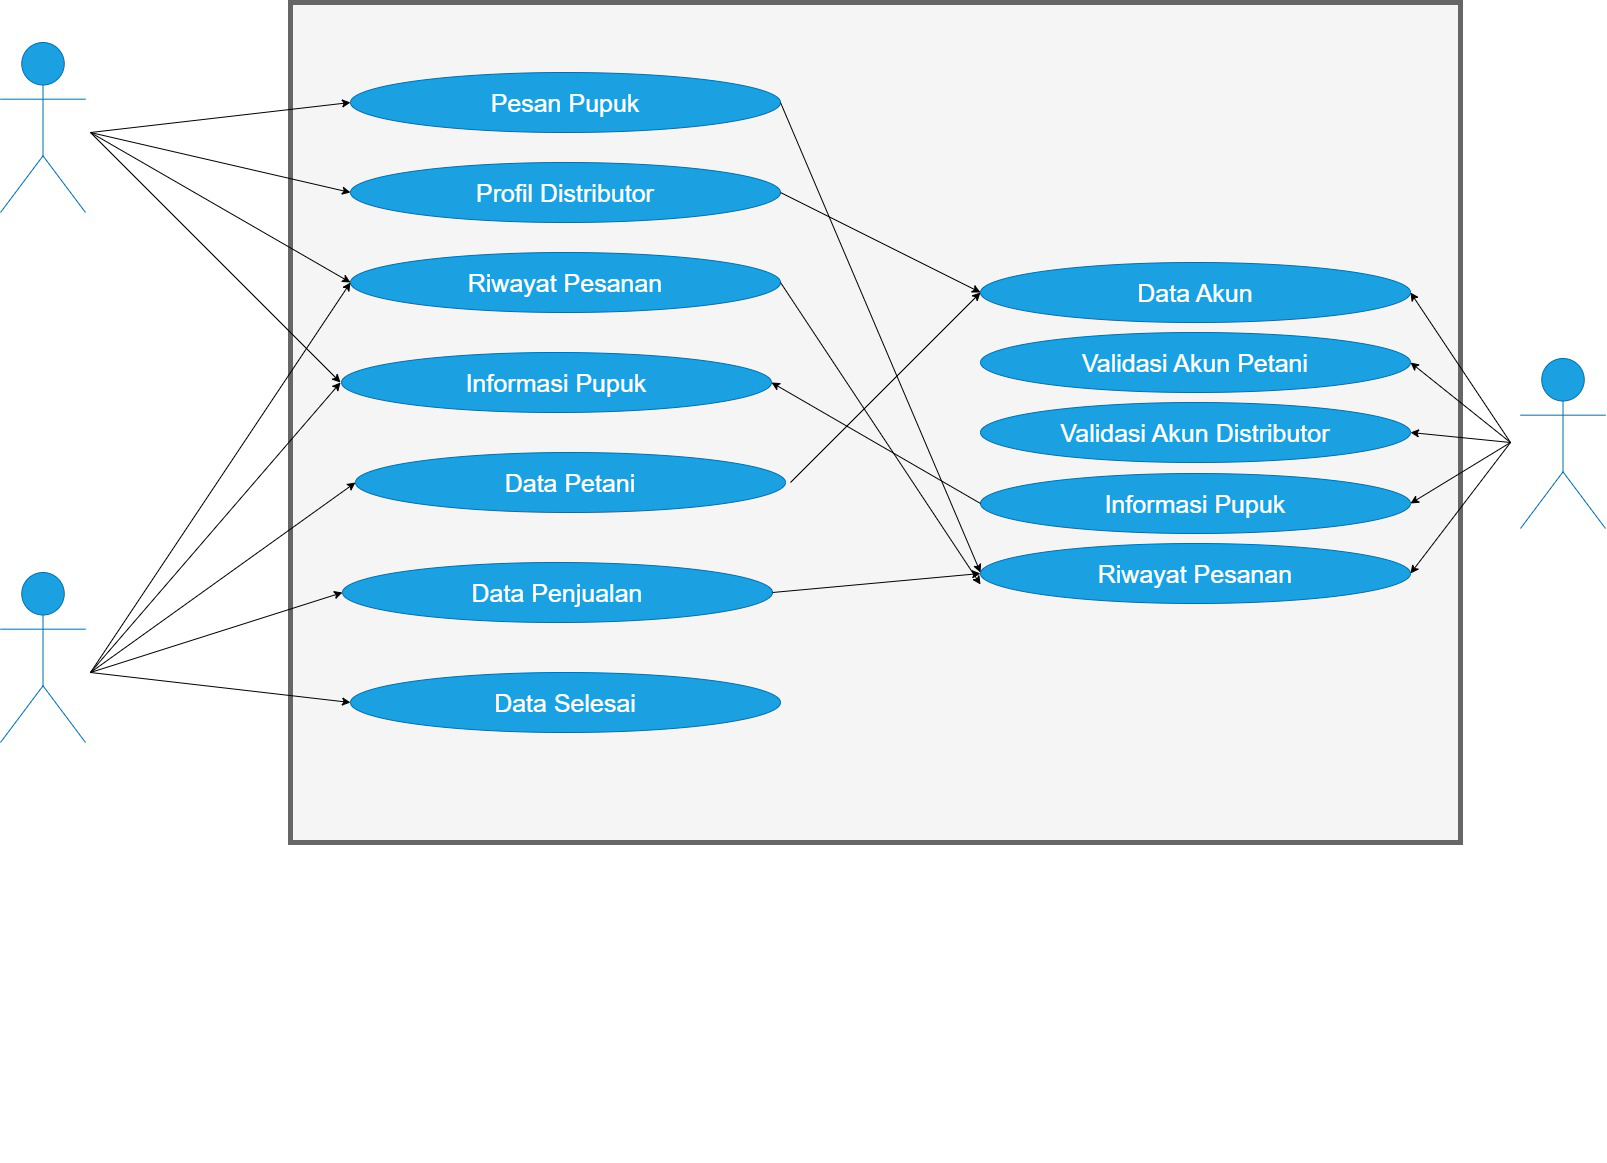 Pesan Pupuk
Profil Distributor
Riwayat Pesanan
Informasi Pupuk
Data Petani
Data Penjualan
Data Selesai
Data Akun
Validasi Akun Petani
Validasi Akun Distributor
Informasi Pupuk
Riwayat Pesanan